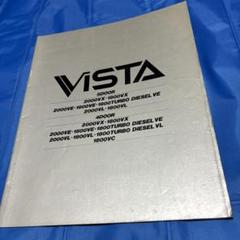 VISTA
5DOOR
2000VX·1800VX
2000VE·1800VE·1800TURBO DIESEL VE
2000VL·1800VL
4DOOR
2000VX·1800VX
2000VE·1800VE·1800TURBO DIESEL VE
2000VL·1800VL·1800TURBO DIESEL VL
1800VC